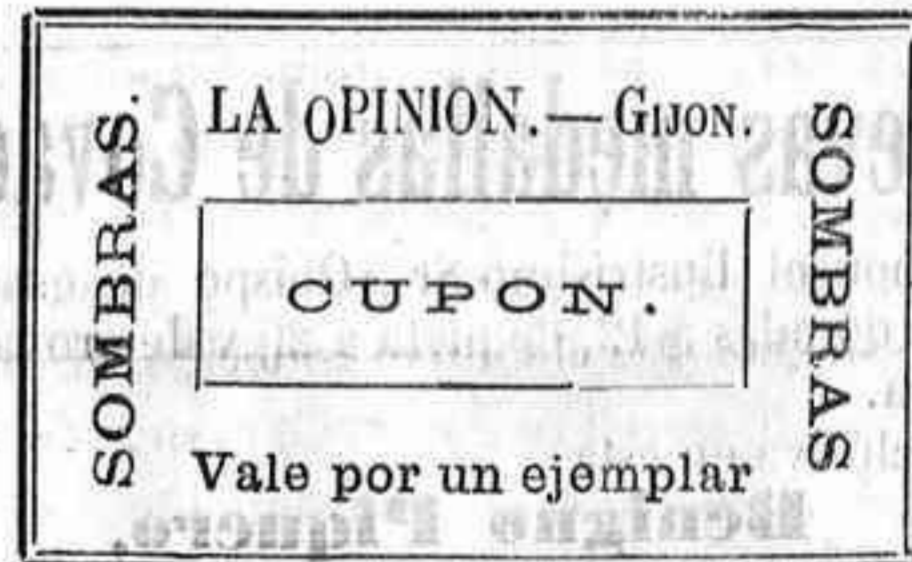 SOMBRAS.
LA OPINION.—GIJON.
CUPON.
Vale por un ejemplar
SOMBRAS